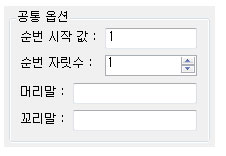 공통 옵션
순번 시작 값 : 1
순번 자릿수 : 1
머리말 :
꼬리말 :